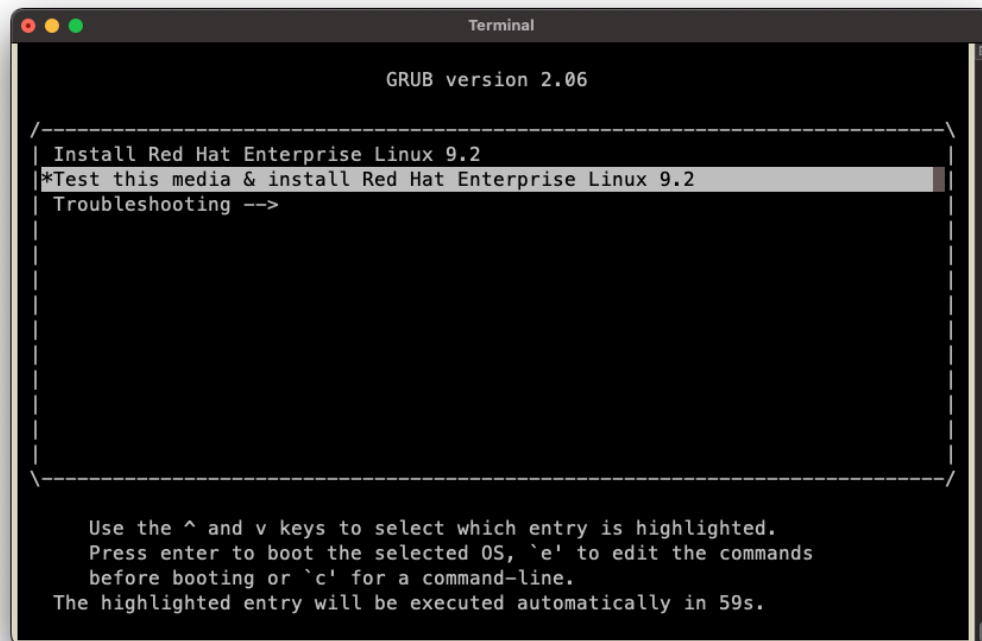 Terminal
GRUB version 2.06
/----------------------------------------------------------------------------\
| Install Red Hat Enterprise Linux 9.2 |
|*Test this media & install Red Hat Enterprise Linux 9.2 |
| Troubleshooting -->|
\----------------------------------------------------------------------------/
Use the ^ and v keys to select which entry is highlighted.
Press enter to boot the selected OS, `e' to edit the commands
before booting or `c' for a command-line.
The highlighted entry will be executed automatically in 59s.